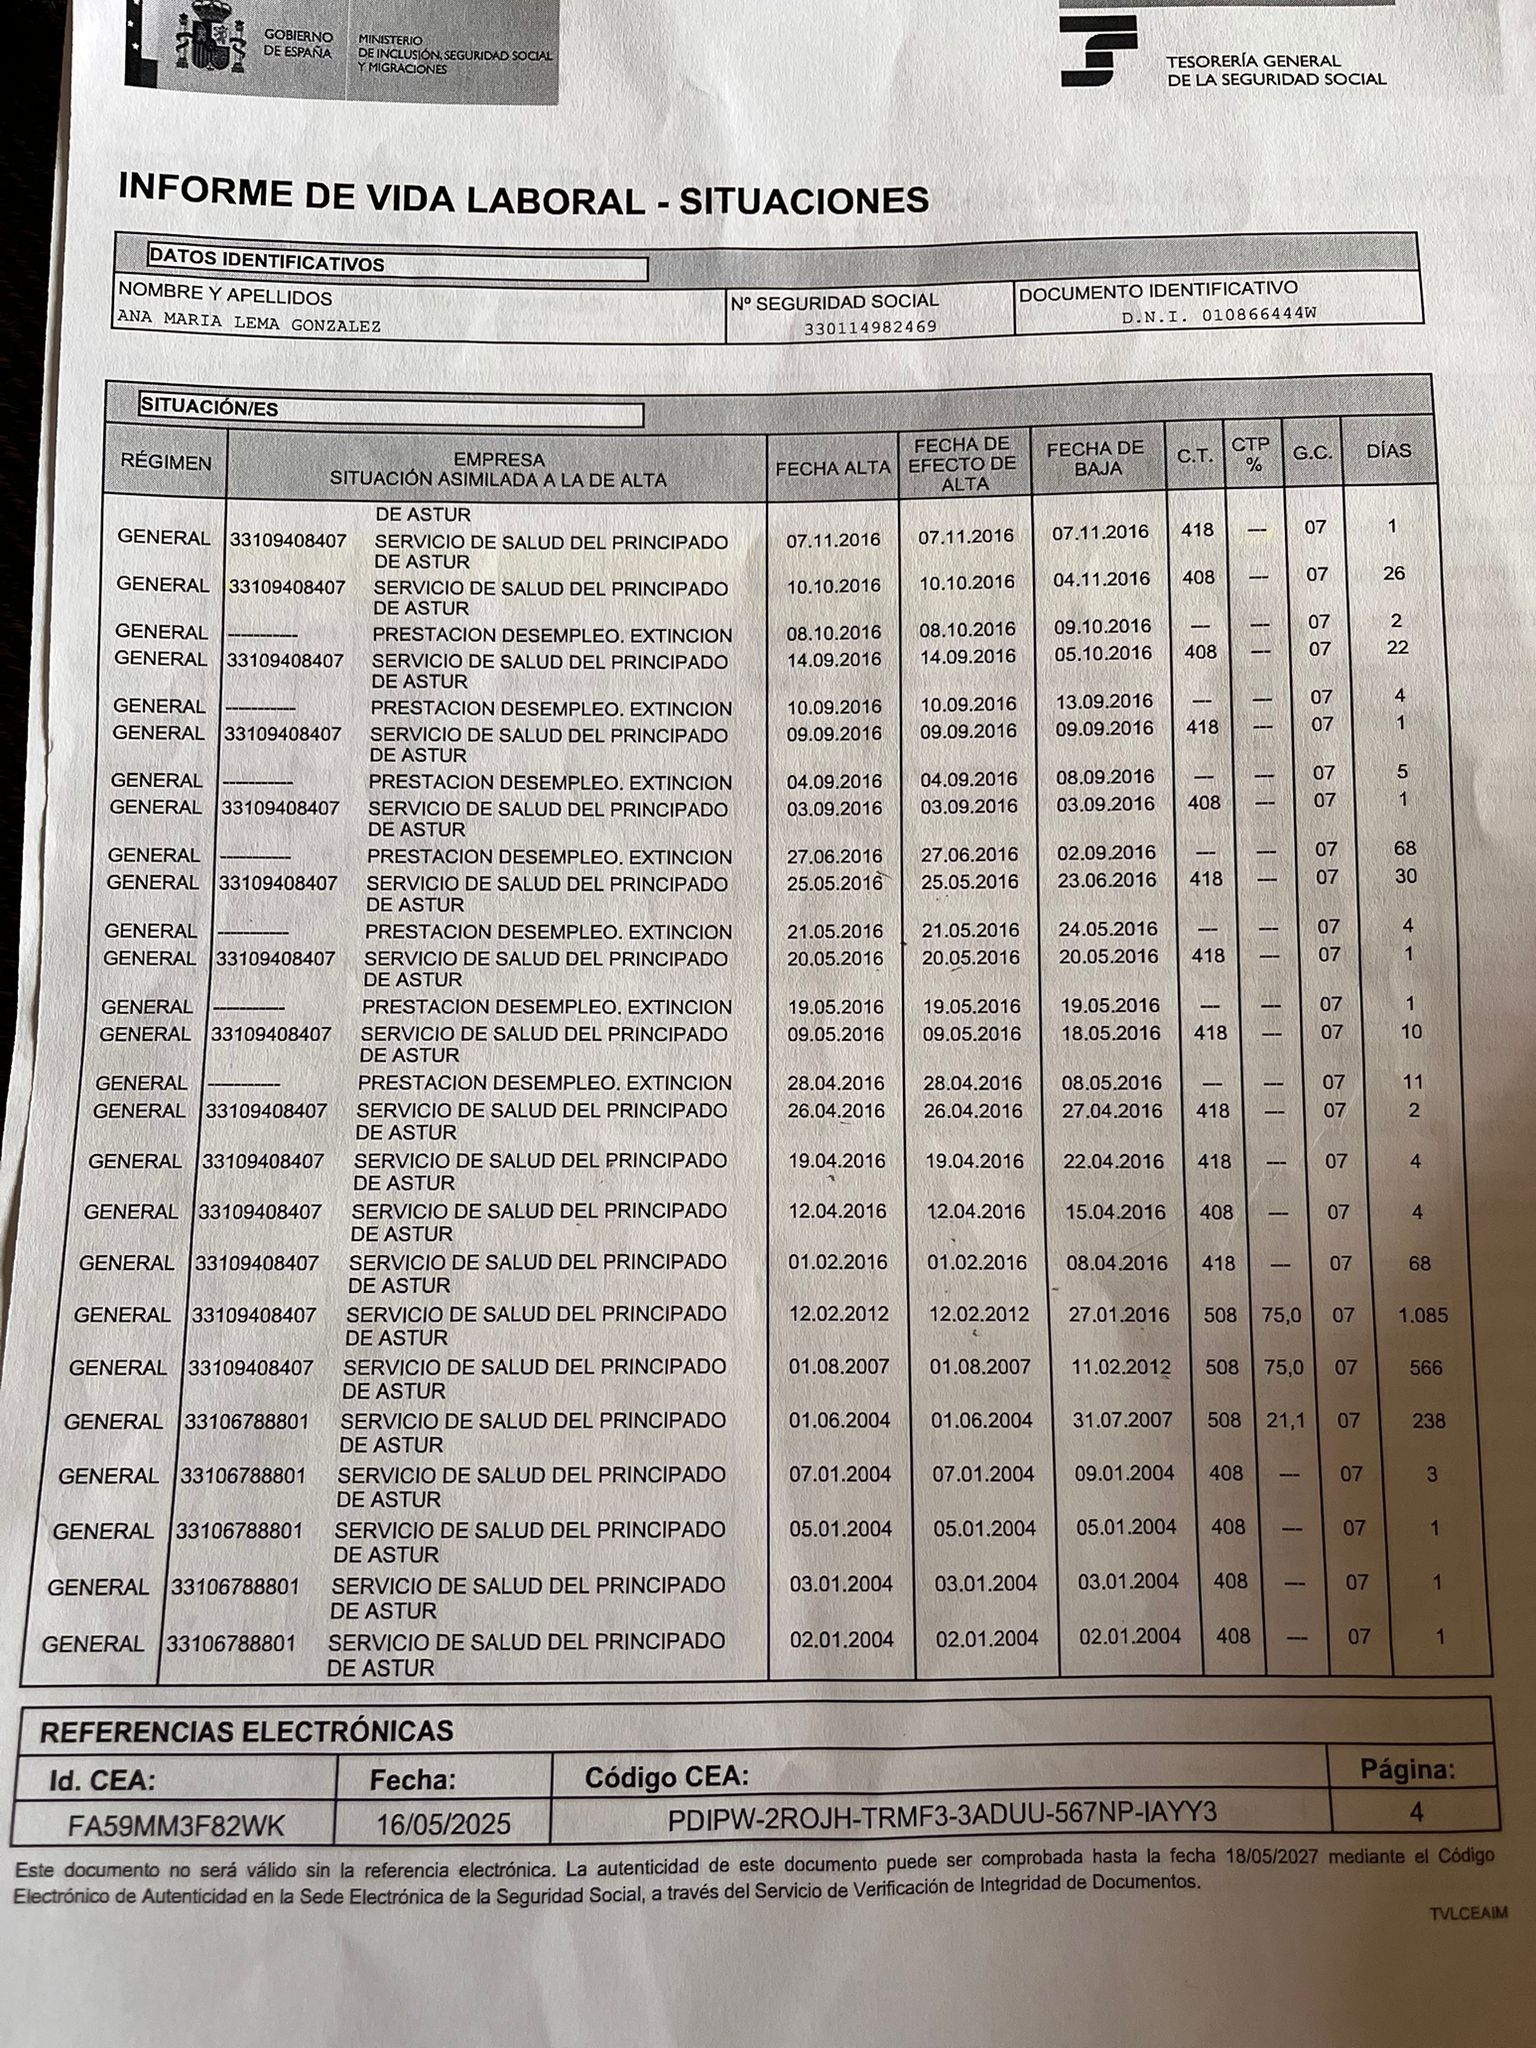 GOBIERNO
DE ESPAÑA
MINISTERIO
DE INCLUSIÓN, SEGURIDAD SOCIAL
Y MIGRACIONES
TESORERÍA GENERAL
DE LA SEGURIDAD SOCIAL
INFORME DE VIDA LABORAL - SITUACIONES
DATOS IDENTIFICATIVOS
NOMBRE Y APELLIDOS Nº SEGURIDAD SOCIAL DOCUMENTO IDENTIFICATIVO
ANA MARIA LEMA GONZALEZ 330114982469 D.N.I. 010866444W
SITUACIÓN/ES
RÉGIMEN EMPRESA SITUACIÓN ASIMILADA A LA DE ALTA FECHA ALTA FECHA DE EFECTO DE ALTA FECHA DE BAJA C.T. CTP % G.C. DÍAS
DE ASTUR
GENERAL 33109408407 SERVICIO DE SALUD DEL PRINCIPADO 07.11.2016 07.11.2016 07.11.2016 418 --- 07 1
DE ASTUR
GENERAL 33109408407 SERVICIO DE SALUD DEL PRINCIPADO 10.10.2016 10.10.2016 04.11.2016 408 --- 07 26
DE ASTUR
GENERAL ----------- PRESTACION DESEMPLEO. EXTINCION 08.10.2016 08.10.2016 09.10.2016 --- --- 07 2
GENERAL 33109408407 SERVICIO DE SALUD DEL PRINCIPADO 14.09.2016 14.09.2016 05.10.2016 408 --- 07 22
DE ASTUR
GENERAL ----------- PRESTACION DESEMPLEO. EXTINCION 10.09.2016 10.09.2016 13.09.2016 --- --- 07 4
GENERAL 33109408407 SERVICIO DE SALUD DEL PRINCIPADO 09.09.2016 09.09.2016 09.09.2016 418 --- 07 1
DE ASTUR
GENERAL ----------- PRESTACION DESEMPLEO. EXTINCION 04.09.2016 04.09.2016 08.09.2016 --- --- 07 5
GENERAL 33109408407 SERVICIO DE SALUD DEL PRINCIPADO 03.09.2016 03.09.2016 03.09.2016 408 --- 07 1
DE ASTUR
GENERAL ----------- PRESTACION DESEMPLEO. EXTINCION 27.06.2016 27.06.2016 02.09.2016 --- --- 07 68
GENERAL 33109408407 SERVICIO DE SALUD DEL PRINCIPADO 25.05.2016 25.05.2016 23.06.2016 418 --- 07 30
DE ASTUR
GENERAL ----------- PRESTACION DESEMPLEO. EXTINCION 21.05.2016 21.05.2016 24.05.2016 --- --- 07 4
GENERAL 33109408407 SERVICIO DE SALUD DEL PRINCIPADO 20.05.2016 20.05.2016 20.05.2016 418 --- 07 1
DE ASTUR
GENERAL ----------- PRESTACION DESEMPLEO. EXTINCION 19.05.2016 19.05.2016 19.05.2016 --- --- 07 1
GENERAL 33109408407 SERVICIO DE SALUD DEL PRINCIPADO 09.05.2016 09.05.2016 18.05.2016 418 --- 07 10
DE ASTUR
GENERAL ----------- PRESTACION DESEMPLEO. EXTINCION 28.04.2016 28.04.2016 08.05.2016 --- --- 07 11
GENERAL 33109408407 SERVICIO DE SALUD DEL PRINCIPADO 26.04.2016 26.04.2016 27.04.2016 418 --- 07 2
DE ASTUR
GENERAL 33109408407 SERVICIO DE SALUD DEL PRINCIPADO 19.04.2016 19.04.2016 22.04.2016 418 --- 07 4
DE ASTUR
GENERAL 33109408407 SERVICIO DE SALUD DEL PRINCIPADO 12.04.2016 12.04.2016 15.04.2016 408 --- 07 4
DE ASTUR
GENERAL 33109408407 SERVICIO DE SALUD DEL PRINCIPADO 01.02.2016 01.02.2016 08.04.2016 418 --- 07 68
DE ASTUR
GENERAL 33109408407 SERVICIO DE SALUD DEL PRINCIPADO 12.02.2012 12.02.2012 27.01.2016 508 75,0 07 1.085
DE ASTUR
GENERAL 33109408407 SERVICIO DE SALUD DEL PRINCIPADO 01.08.2007 01.08.2007 11.02.2012 508 75,0 07 566
DE ASTUR
GENERAL 33106788801 SERVICIO DE SALUD DEL PRINCIPADO 01.06.2004 01.06.2004 31.07.2007 508 21,1 07 238
DE ASTUR
GENERAL 33106788801 SERVICIO DE SALUD DEL PRINCIPADO 07.01.2004 07.01.2004 09.01.2004 408 --- 07 3
DE ASTUR
GENERAL 33106788801 SERVICIO DE SALUD DEL PRINCIPADO 05.01.2004 05.01.2004 05.01.2004 408 --- 07 1
DE ASTUR
GENERAL 33106788801 SERVICIO DE SALUD DEL PRINCIPADO 03.01.2004 03.01.2004 03.01.2004 408 --- 07 1
DE ASTUR
GENERAL 33106788801 SERVICIO DE SALUD DEL PRINCIPADO 02.01.2004 02.01.2004 02.01.2004 408 --- 07 1
DE ASTUR
REFERENCIAS ELECTRÓNICAS
Id. CEA: Fecha: Código CEA: Página:
FA59MM3F82WK 16/05/2025 PDIPW-2ROJH-TRMF3-3ADUU-567NP-IAYY3 4
Este documento no será válido sin la referencia electrónica. La autenticidad de este documento puede ser comprobada hasta la fecha 18/05/2027 mediante el Código
Electrónico de Autenticidad en la Sede Electrónica de la Seguridad Social, a través del Servicio de Verificación de Integridad de Documentos.
TVLCEAIM